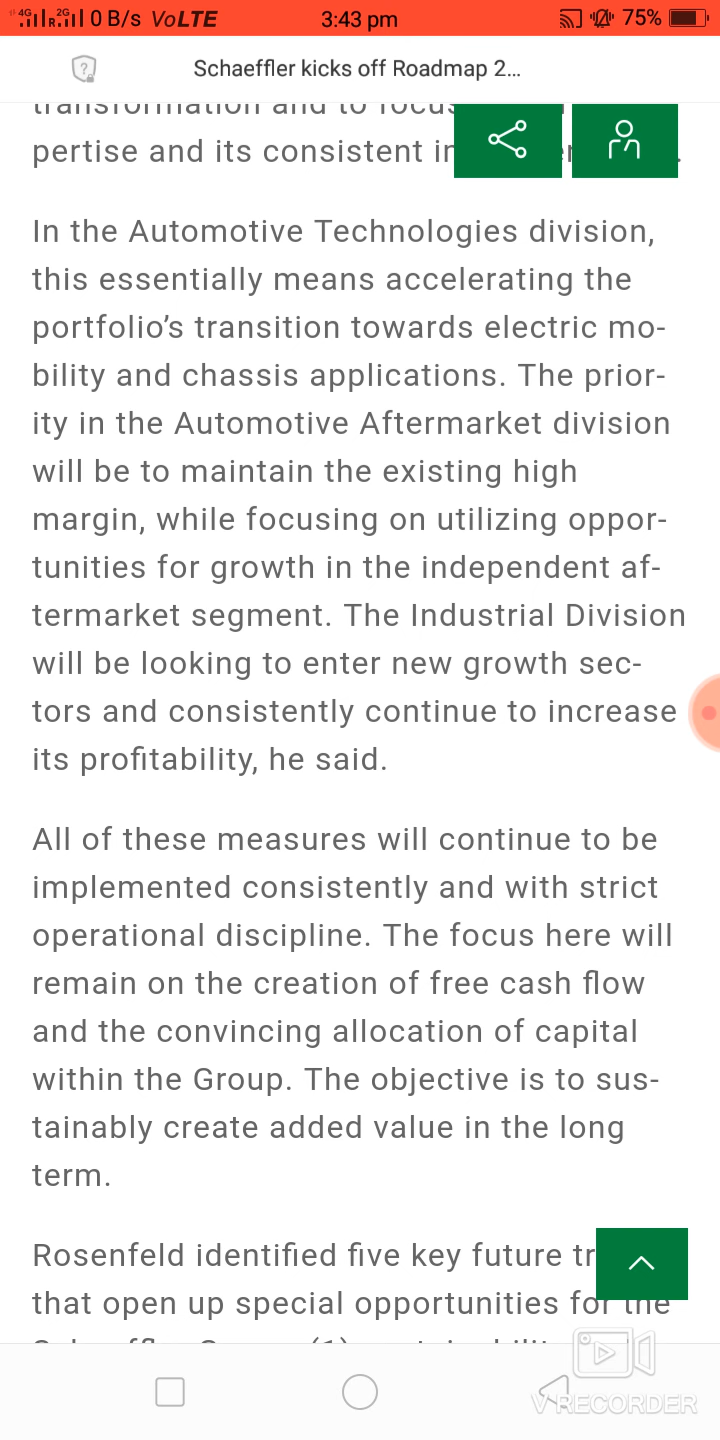 4G 2G R 0 B/s VoLTE 3:43 pm 75%
Schaeffler kicks off Roadmap 2...
transformation and to focus
pertise and its consistent
In the Automotive Technologies division,
this essentially means accelerating the
portfolio’s transition towards electric mo-
bility and chassis applications. The prior-
ity in the Automotive Aftermarket division
will be to maintain the existing high
margin, while focusing on utilizing oppor-
tunities for growth in the independent af-
termarket segment. The Industrial Division
will be looking to enter new growth sec-
tors and consistently continue to increase
its profitability, he said.
All of these measures will continue to be
implemented consistently and with strict
operational discipline. The focus here will
remain on the creation of free cash flow
and the convincing allocation of capital
within the Group. The objective is to sus-
tainably create added value in the long
term.
Rosenfeld identified five key future
that open up special opportunities for the
V RECORDER